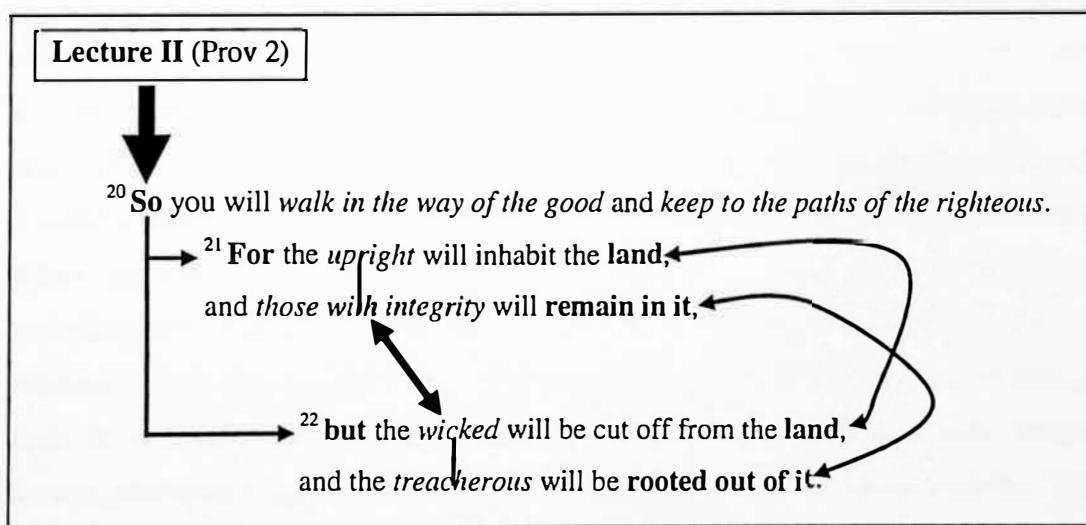 Lecture II (Prov 2)
20 So you will walk in the way of the good and keep to the paths of the righteous.
21 For the upright will inhabit the land,
and those with integrity will remain in it,
22 but the wicked will be cut off from the land,
and the treacherous will be rooted out of it.